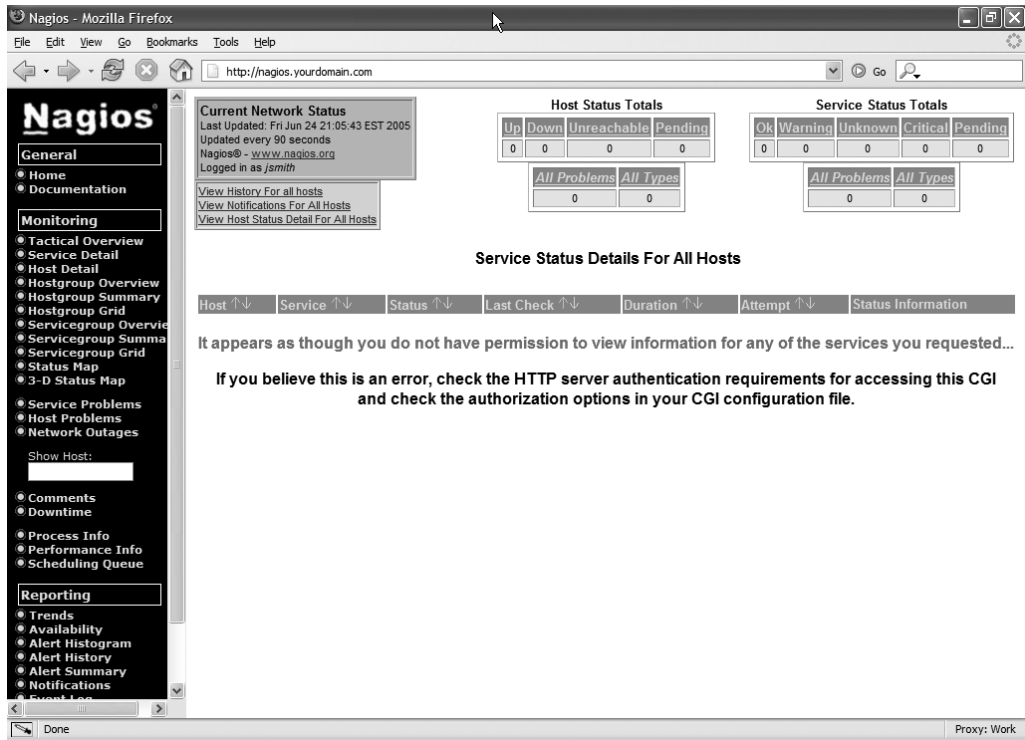 Nagios - Mozilla Firefox
File Edit View Go Bookmarks Tools Help
http://nagios.yourdomain.com
Go
Nagios®
General
Home
Documentation
Monitoring
Tactical Overview
Service Detail
Host Detail
Hostgroup Overview
Hostgroup Summary
Hostgroup Grid
Servicegroup Overvie
Servicegroup Summa
Servicegroup Grid
Status Map
3-D Status Map
Service Problems
Host Problems
Network Outages
Show Host:
Comments
Downtime
Process Info
Performance Info
Scheduling Queue
Reporting
Trends
Availability
Alert Histogram
Alert History
Alert Summary
Notifications
Event Log
Current Network Status
Last Updated: Fri Jun 24 21:05:43 EST 2005
Updated every 90 seconds
Nagios® - www.nagios.org
Logged in as jsmith
View History For all hosts
View Notifications For All Hosts
View Host Status Detail For All Hosts
Host Status Totals
Up Down Unreachable Pending
0 0 0 0
All Problems All Types
0 0
Service Status Totals
Ok Warning Unknown Critical Pending
0 0 0 0 0
All Problems All Types
0 0
Service Status Details For All Hosts
Host ↑↓ Service ↑↓ Status ↑↓ Last Check ↑↓ Duration ↑↓ Attempt ↑↓ Status Information
It appears as though you do not have permission to view information for any of the services you requested...
If you believe this is an error, check the HTTP server authentication requirements for accessing this CGI
and check the authorization options in your CGI configuration file.
Done
Proxy: Work